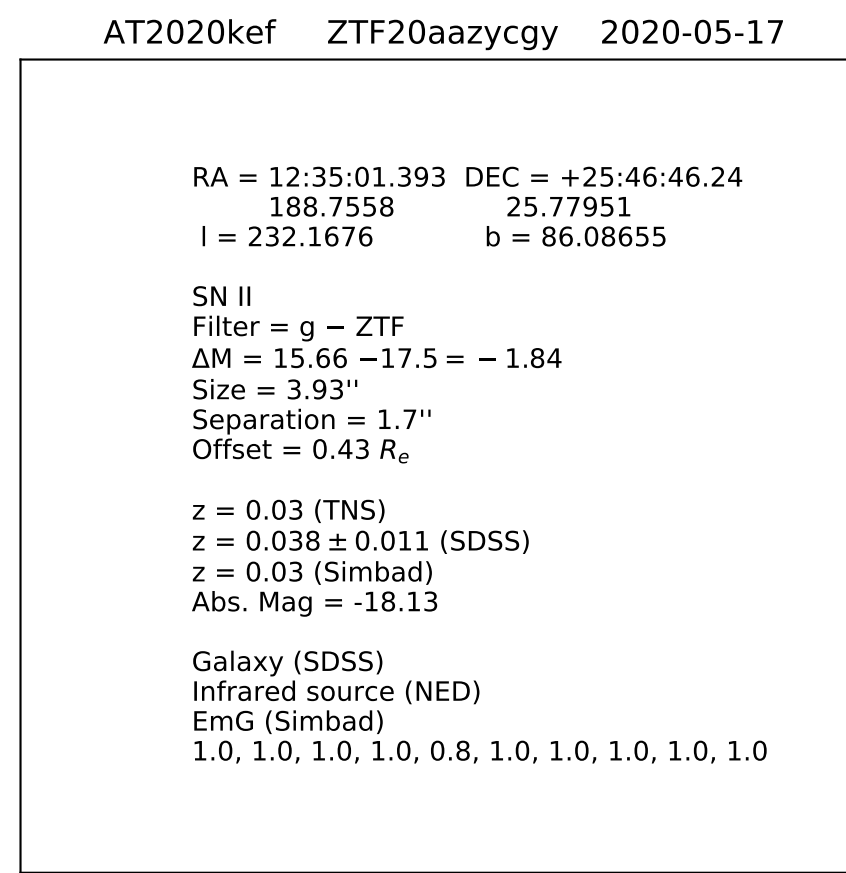 AT2020kef ZTF20aazycgy 2020-05-17
RA = 12:35:01.393 DEC = +25:46:46.24
188.7558 25.77951
l = 232.1676 b = 86.08655
SN II
Filter = g − ZTF
ΔM = 15.66 −17.5 = − 1.84
Size = 3.93''
Separation = 1.7''
Offset = 0.43 Re
z = 0.03 (TNS)
z = 0.038 ± 0.011 (SDSS)
z = 0.03 (Simbad)
Abs. Mag = -18.13
Galaxy (SDSS)
Infrared source (NED)
EmG (Simbad)
1.0, 1.0, 1.0, 1.0, 0.8, 1.0, 1.0, 1.0, 1.0, 1.0